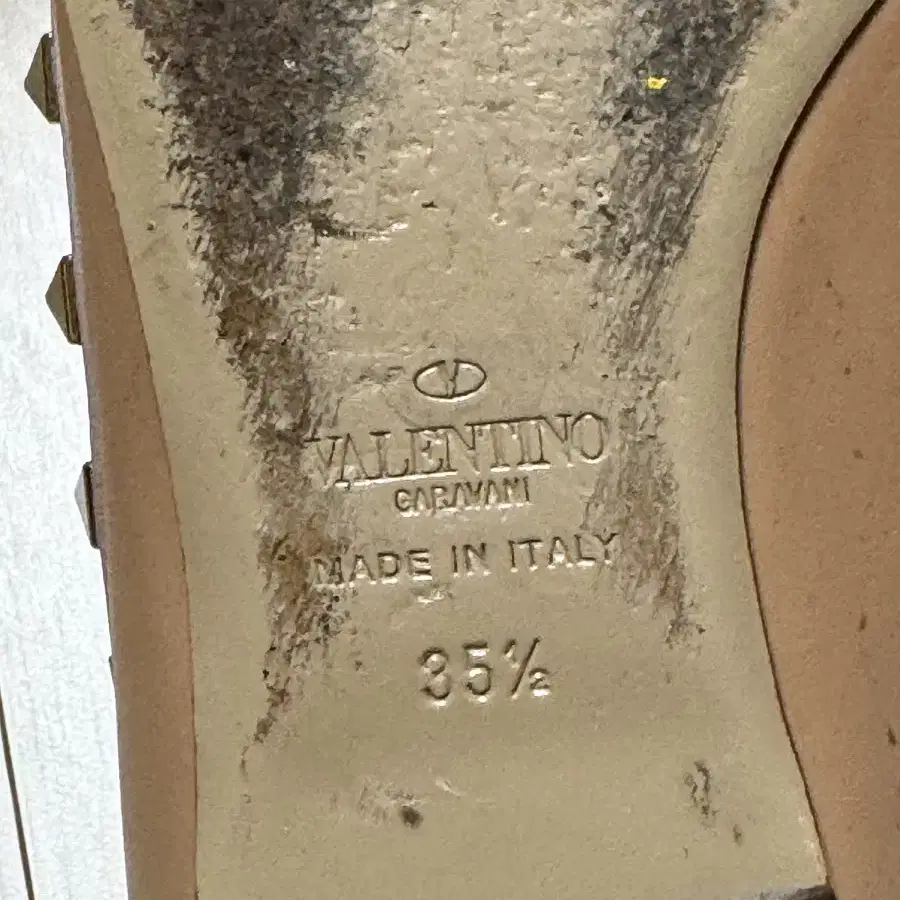 VALENTINO
GARAVANI
MADE IN ITALY
35½